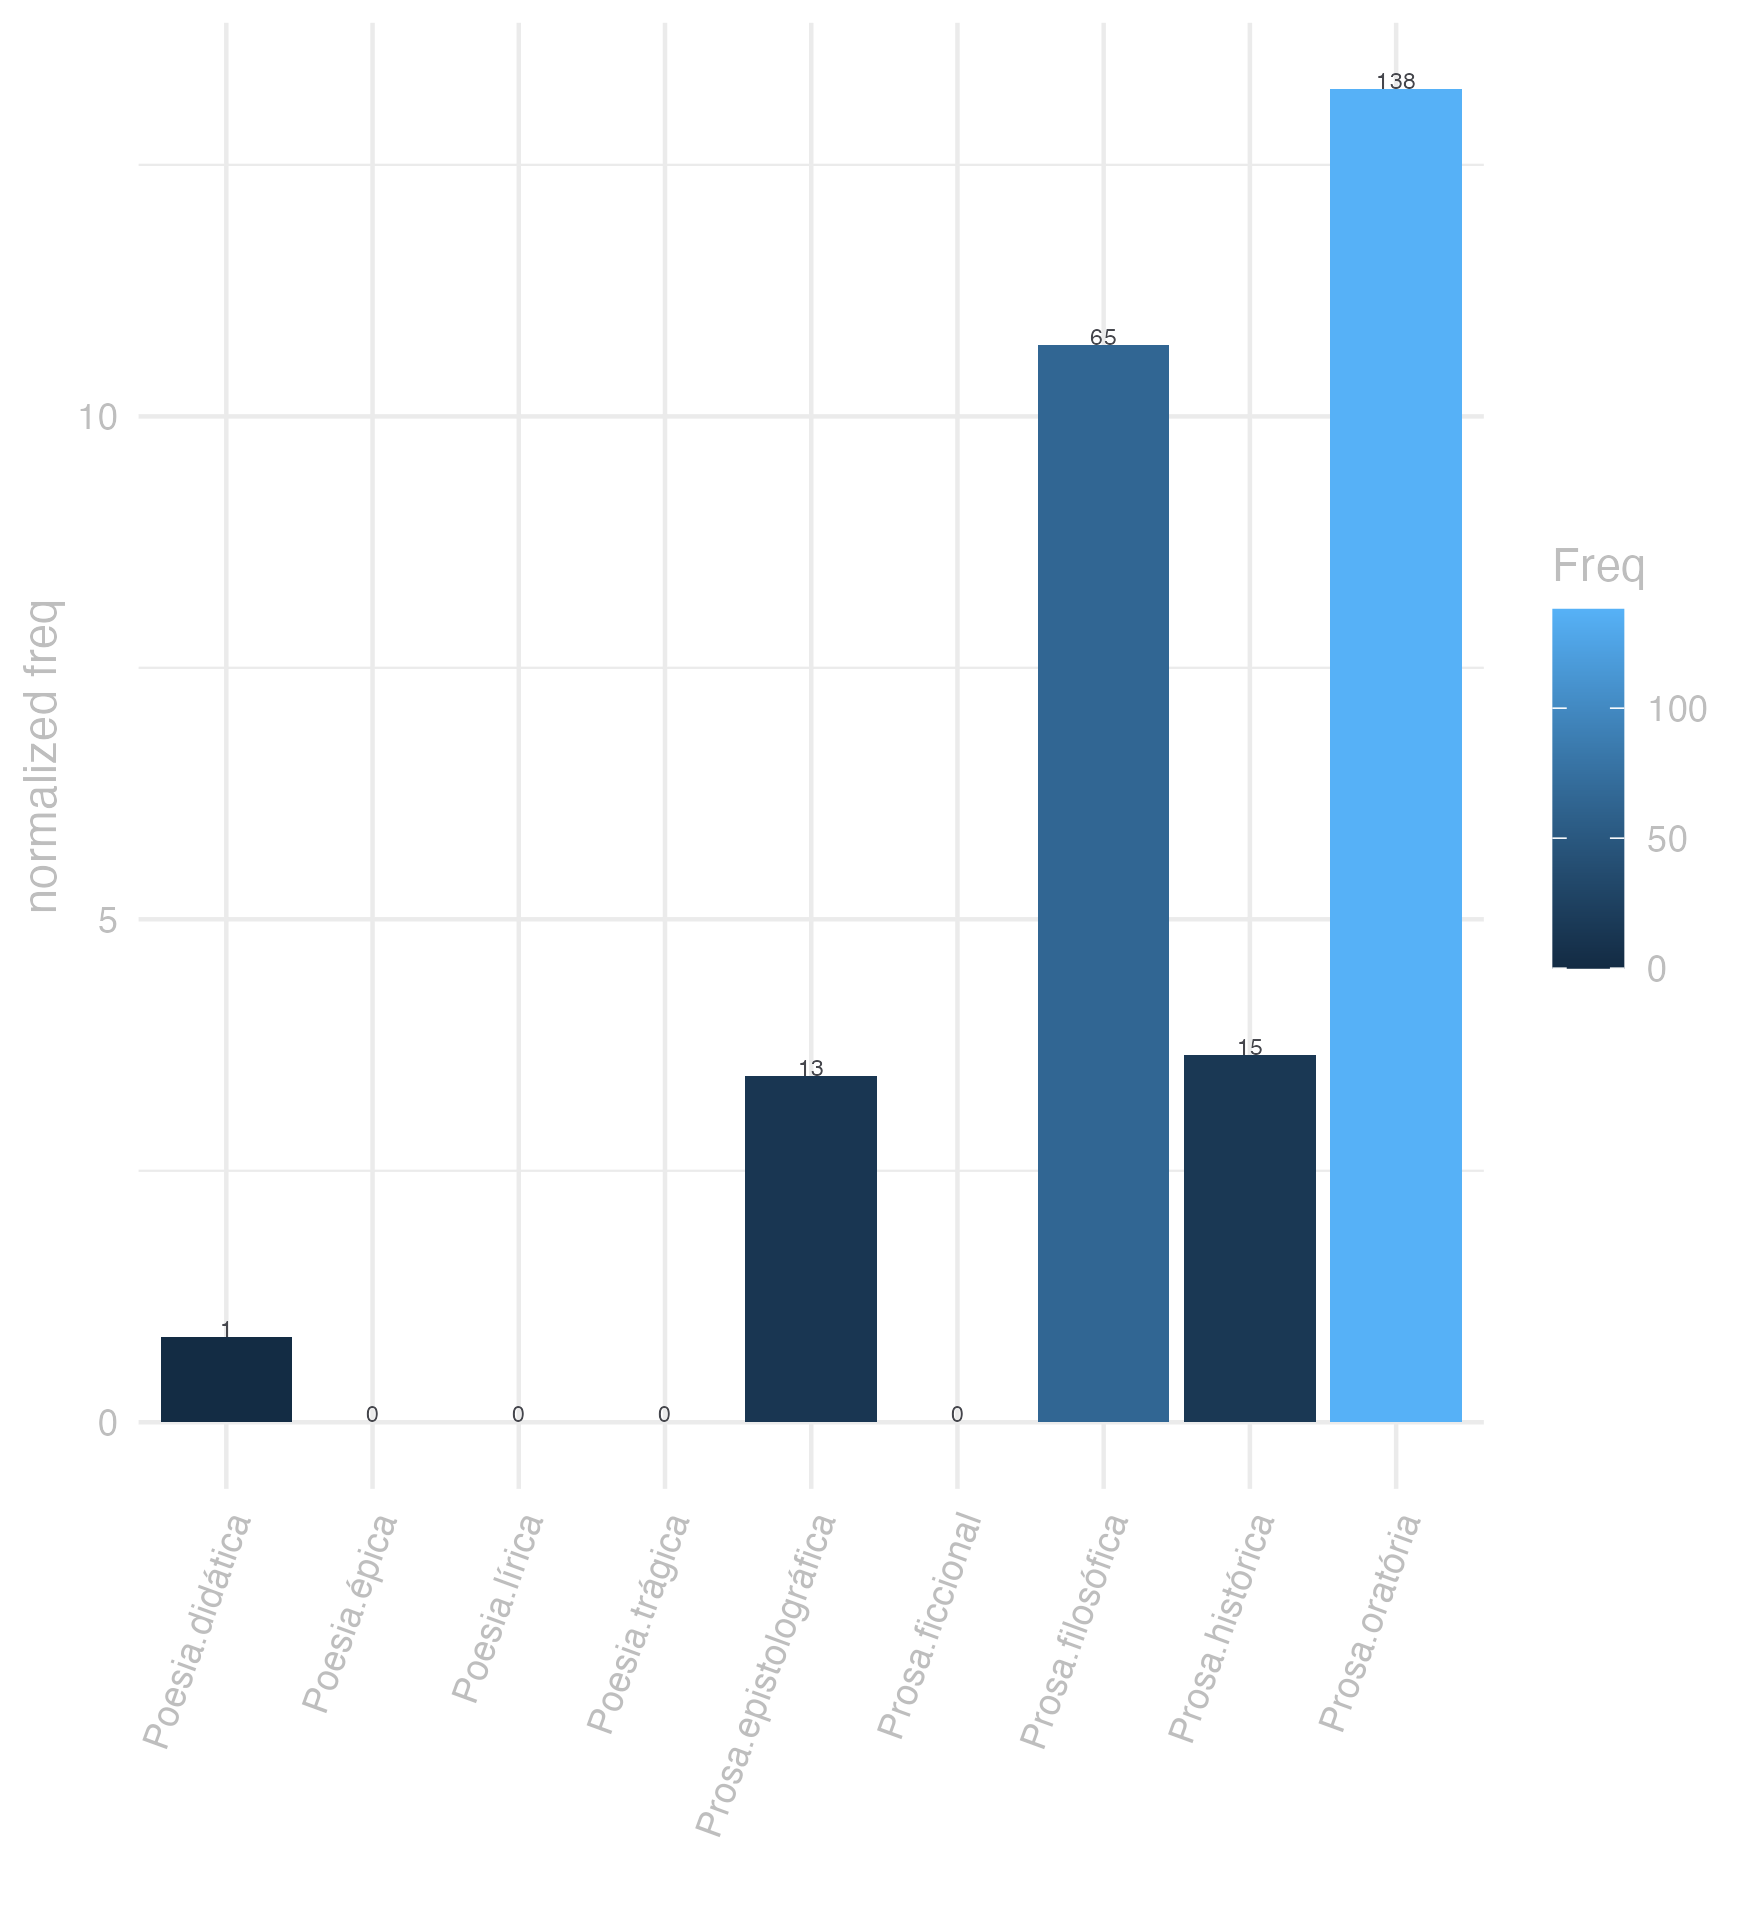 normalized freq
10
5
0
138
65
15
13
1
0
0
0
0
Poesia.didática
Poesia.épica
Poesia.lírica
Poesia.trágica
Prosa.epistolográfica
Prosa.ficcional
Prosa.filosófica
Prosa.histórica
Prosa.oratória
Freq
100
50
0